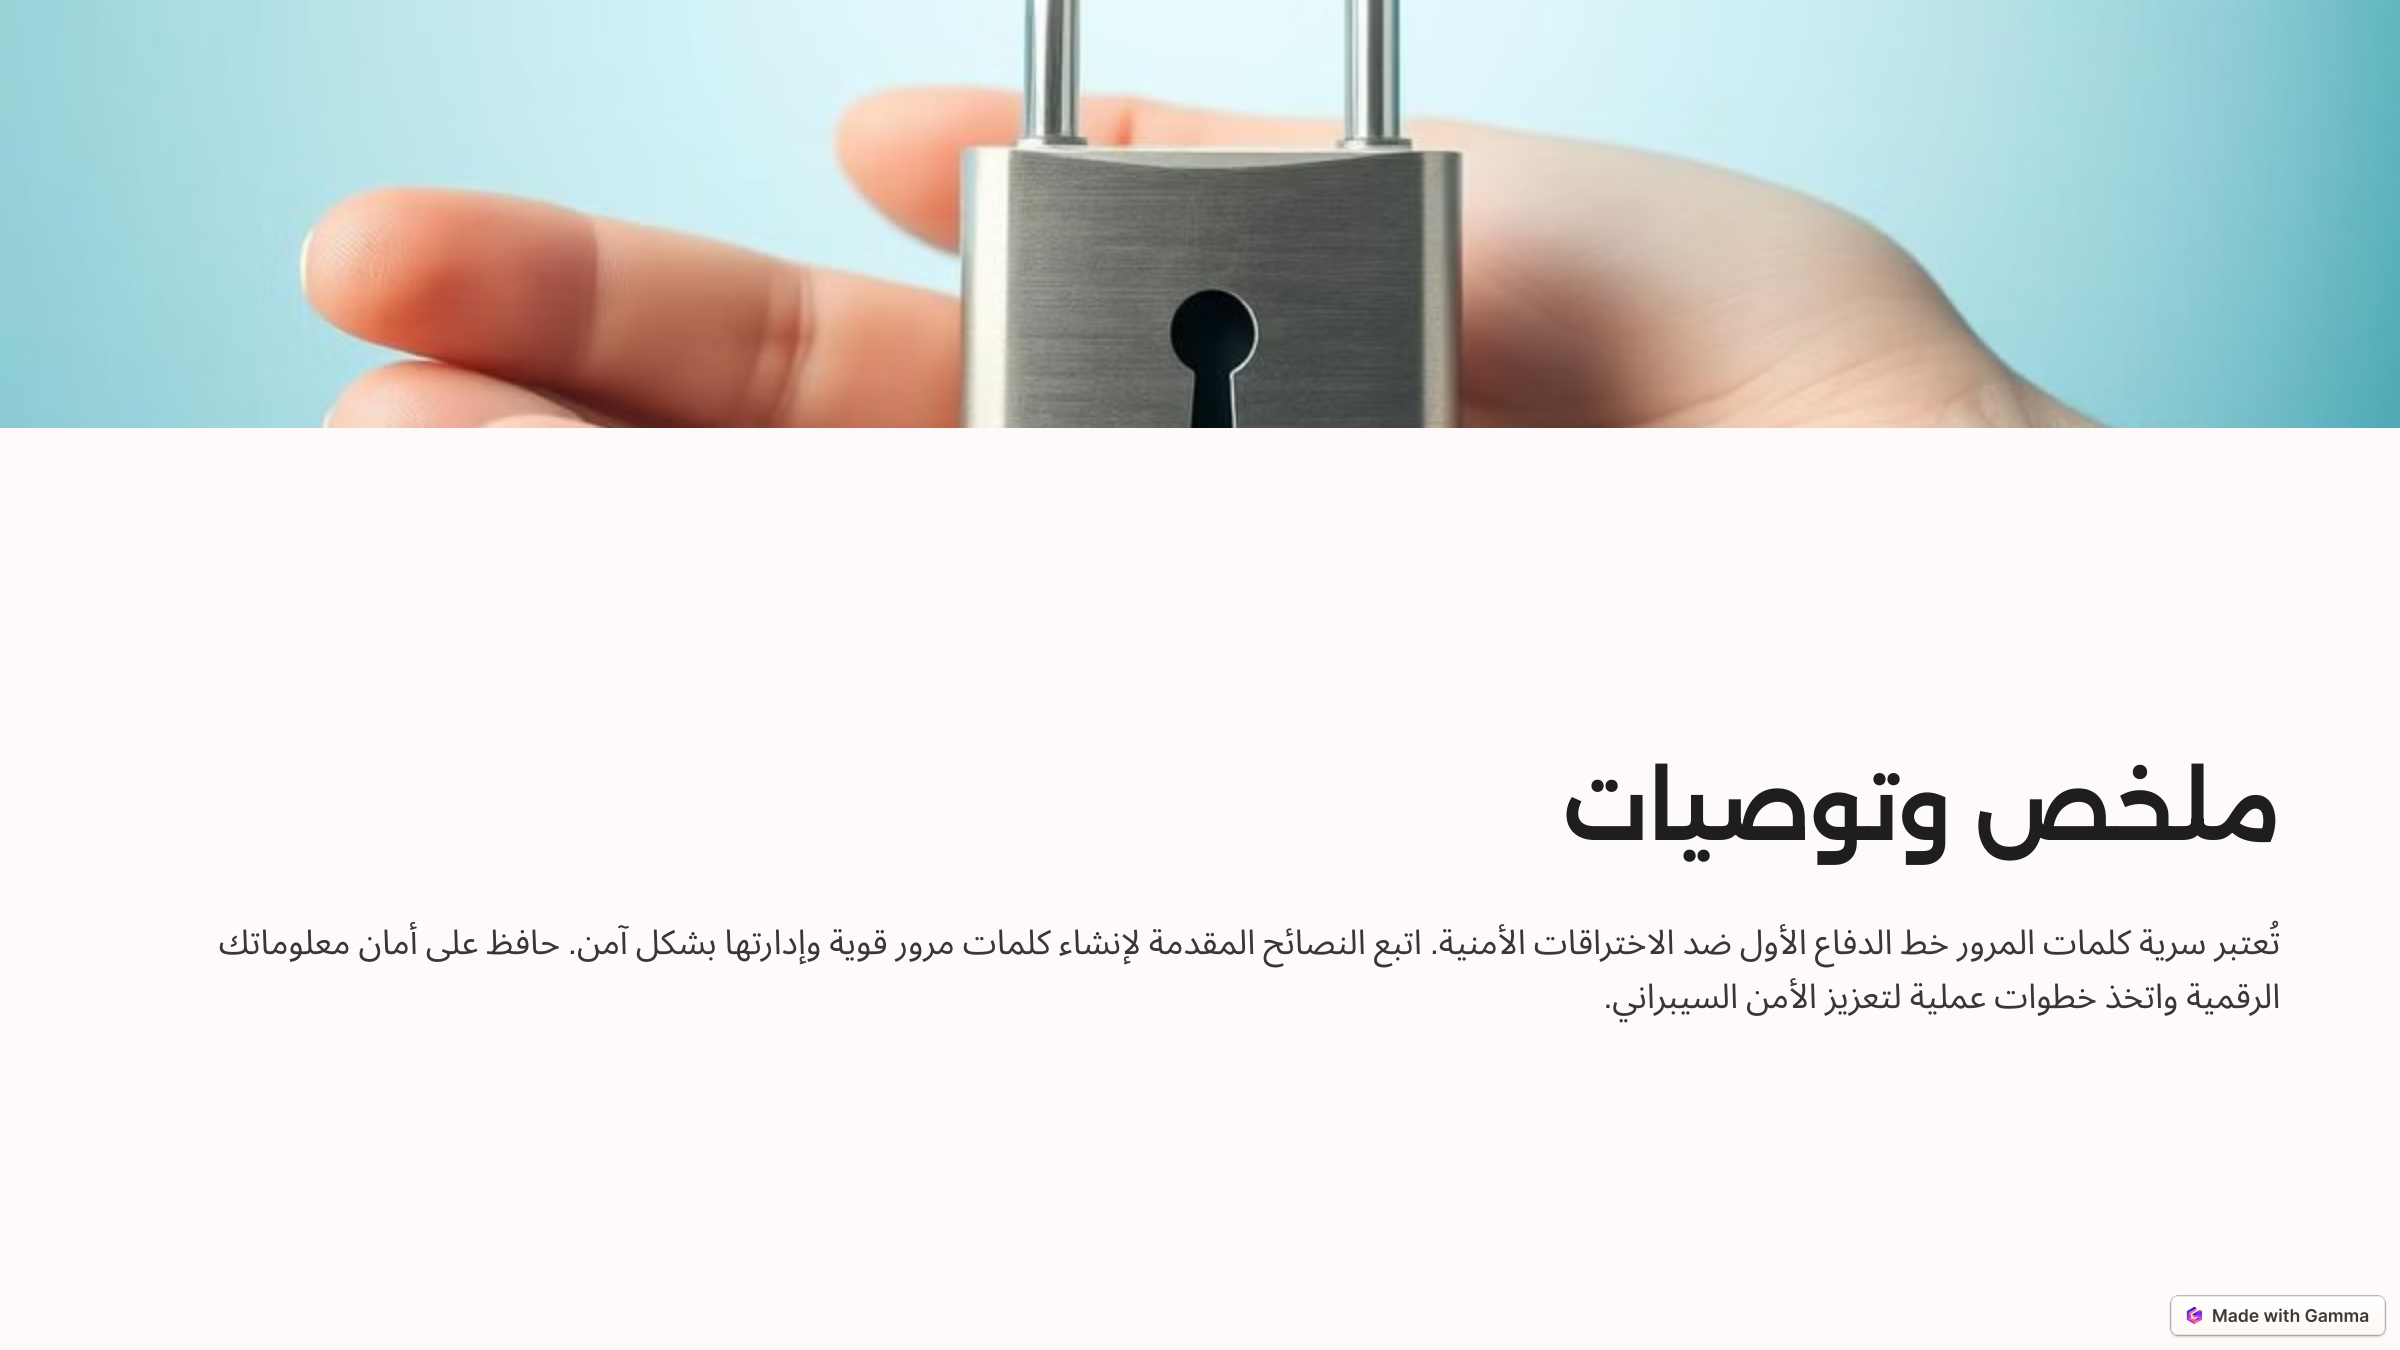 ملخص وتوصيات
تُعتبر سرية كلمات المرور خط الدفاع الأول ضد الاختراقات الأمنية. اتبع النصائح المقدمة لإنشاء كلمات مرور قوية وإدارتها بشكل آمن. حافظ على أمان معلوماتك
الرقمية واتخذ خطوات عملية لتعزيز الأمن السيبراني.
Made with Gamma